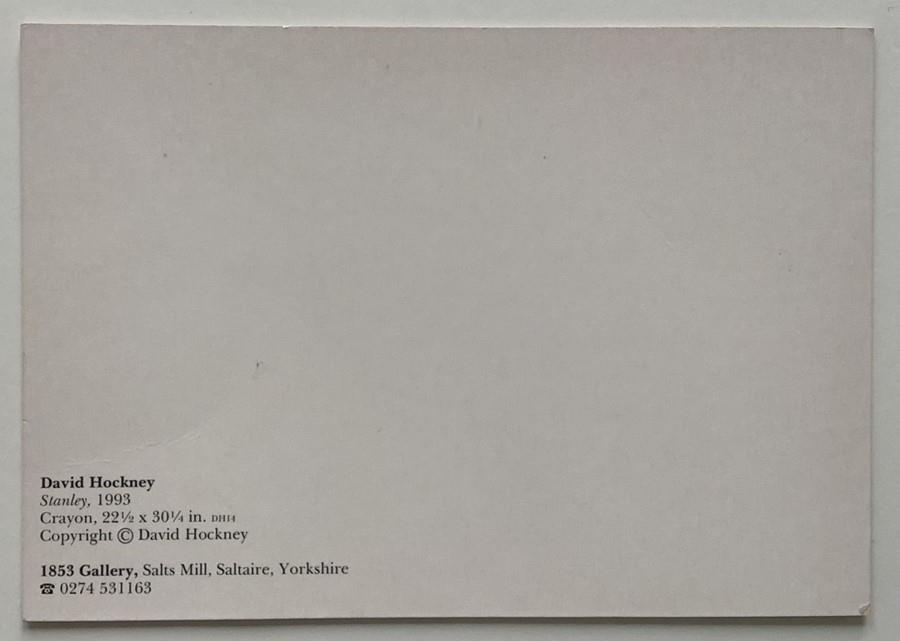 David Hockney
Stanley, 1993
Crayon, 22½ x 30¼ in. DH14
Copyright © David Hockney
1853 Gallery, Salts Mill, Saltaire, Yorkshire
☎ 0274 531163